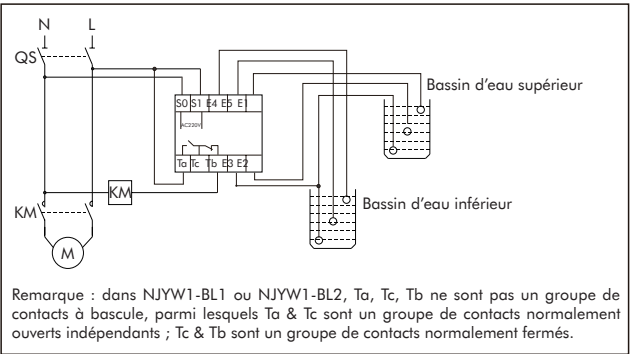 N L
QS
S0 S1 E4 E5 E1
AC220V
Bassin d'eau supérieur
Ta Tc Tb E3 E2
KM
Bassin d'eau inférieur
KM
M
Remarque : dans NJYW1-BL1 ou NJYW1-BL2, Ta, Tc, Tb ne sont pas un groupe de
contacts à bascule, parmi lesquels Ta & Tc sont un groupe de contacts normalement
ouverts indépendants ; Tc & Tb sont un groupe de contacts normalement fermés.